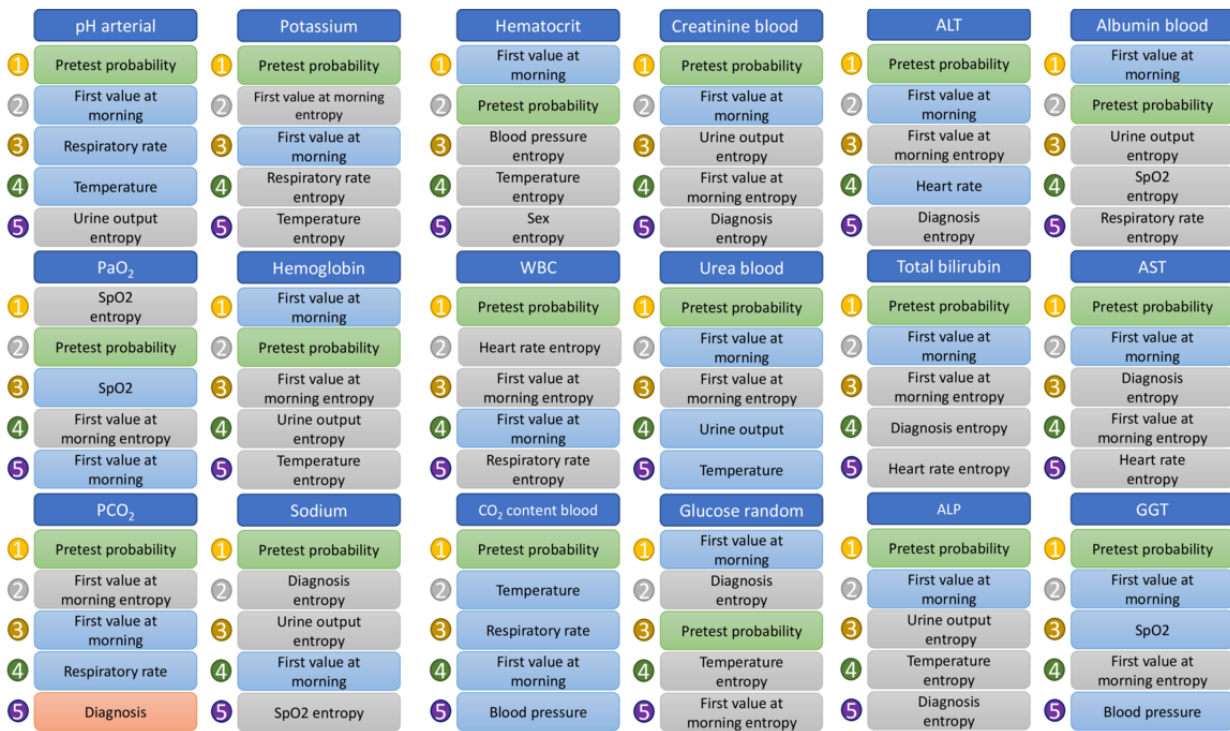 pH arterial
1
Pretest probability
2
First value at
morning
3
Respiratory rate
4
Temperature
5
Urine output
entropy
Potassium
1
Pretest probability
2
First value at morning
entropy
3
First value at
morning
4
Respiratory rate
entropy
5
Temperature
entropy
Hematocrit
1
First value at
morning
2
Pretest probability
3
Blood pressure
entropy
4
Temperature
entropy
5
Sex
entropy
Creatinine blood
1
Pretest probability
2
First value at
morning
3
Urine output
entropy
4
First value at
morning entropy
5
Diagnosis
entropy
ALT
1
Pretest probability
2
First value at
morning
3
First value at
morning entropy
4
Heart rate
5
Diagnosis
entropy
Albumin blood
1
First value at
morning
2
Pretest probability
3
Urine output
entropy
4
SpO2
entropy
5
Respiratory rate
entropy
PaO₂
1
SpO2
entropy
2
Pretest probability
3
SpO2
4
First value at
morning entropy
5
First value at
morning
Hemoglobin
1
First value at
morning
2
Pretest probability
3
First value at
morning entropy
4
Urine output
entropy
5
Temperature
entropy
WBC
1
Pretest probability
2
Heart rate entropy
3
First value at
morning entropy
4
First value at
morning
5
Respiratory rate
entropy
Urea blood
1
Pretest probability
2
First value at
morning
3
First value at
morning entropy
4
Urine output
5
Temperature
Total bilirubin
1
Pretest probability
2
First value at
morning
3
First value at
morning entropy
4
Diagnosis entropy
5
Heart rate entropy
AST
1
Pretest probability
2
First value at
morning
3
Diagnosis
entropy
4
First value at
morning entropy
5
Heart rate
entropy
PCO₂
1
Pretest probability
2
First value at
morning entropy
3
First value at
morning
4
Respiratory rate
5
Diagnosis
Sodium
1
Pretest probability
2
Diagnosis
entropy
3
Urine output
entropy
4
First value at
morning
5
SpO2 entropy
CO₂ content blood
1
Pretest probability
2
Temperature
3
Respiratory rate
4
First value at
morning
5
Blood pressure
Glucose random
1
First value at
morning
2
Diagnosis
entropy
3
Pretest probability
4
Temperature
entropy
5
First value at
morning entropy
ALP
1
Pretest probability
2
First value at
morning
3
Urine output
entropy
4
Temperature
entropy
5
Diagnosis
entropy
GGT
1
Pretest probability
2
First value at
morning
3
SpO2
4
First value at
morning entropy
5
Blood pressure